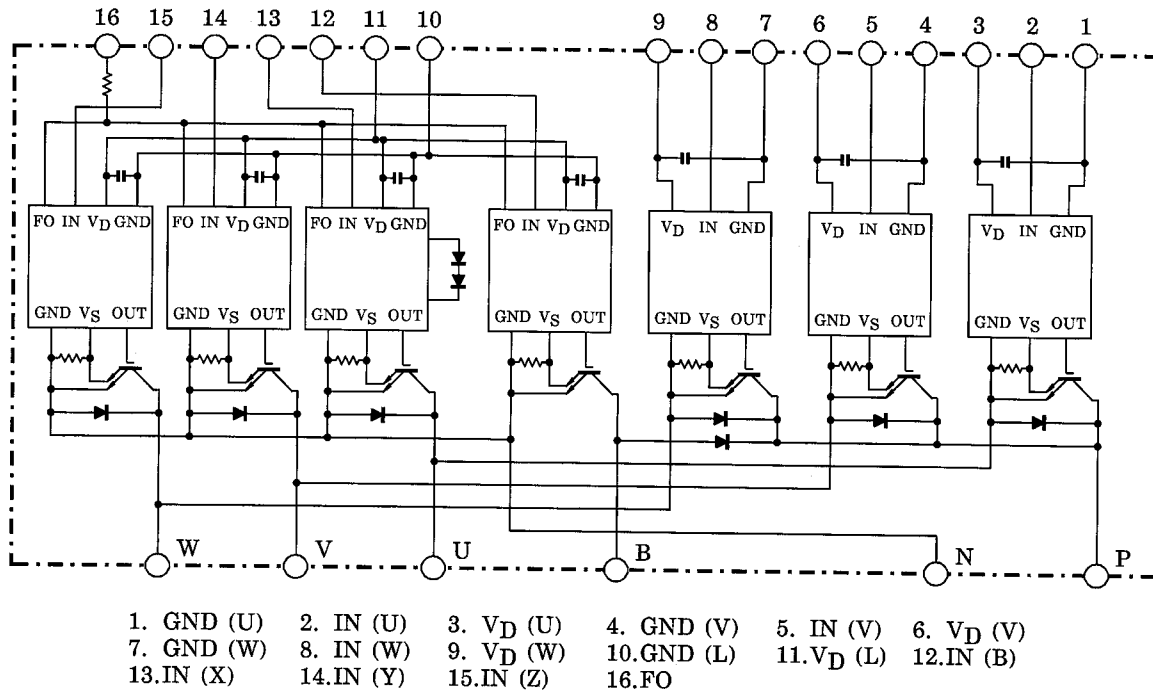 16 15 14 13 12 11 10 9 8 7 6 5 4 3 2 1
FO IN VD GND
FO IN VD GND
FO IN VD GND
FO IN VD GND
VD IN GND
VD IN GND
VD IN GND
GND VS OUT
GND VS OUT
GND VS OUT
GND VS OUT
GND VS OUT
GND VS OUT
GND VS OUT
W V U B N P
1. GND (U) 2. IN (U) 3. VD (U) 4. GND (V) 5. IN (V) 6. VD (V)
7. GND (W) 8. IN (W) 9. VD (W) 10.GND (L) 11.VD (L) 12.IN (B)
13.IN (X) 14.IN (Y) 15.IN (Z) 16.FO